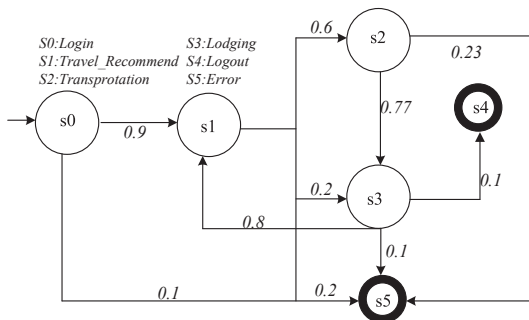 S0:Login
S1:Travel_Recommend
S2:Transprotation
S3:Lodging
S4:Logout
S5:Error
0.6
s2
0.23
s0
0.9
s1
0.77
s4
0.2
s3
0.1
0.8
0.1
0.1
0.2
s5